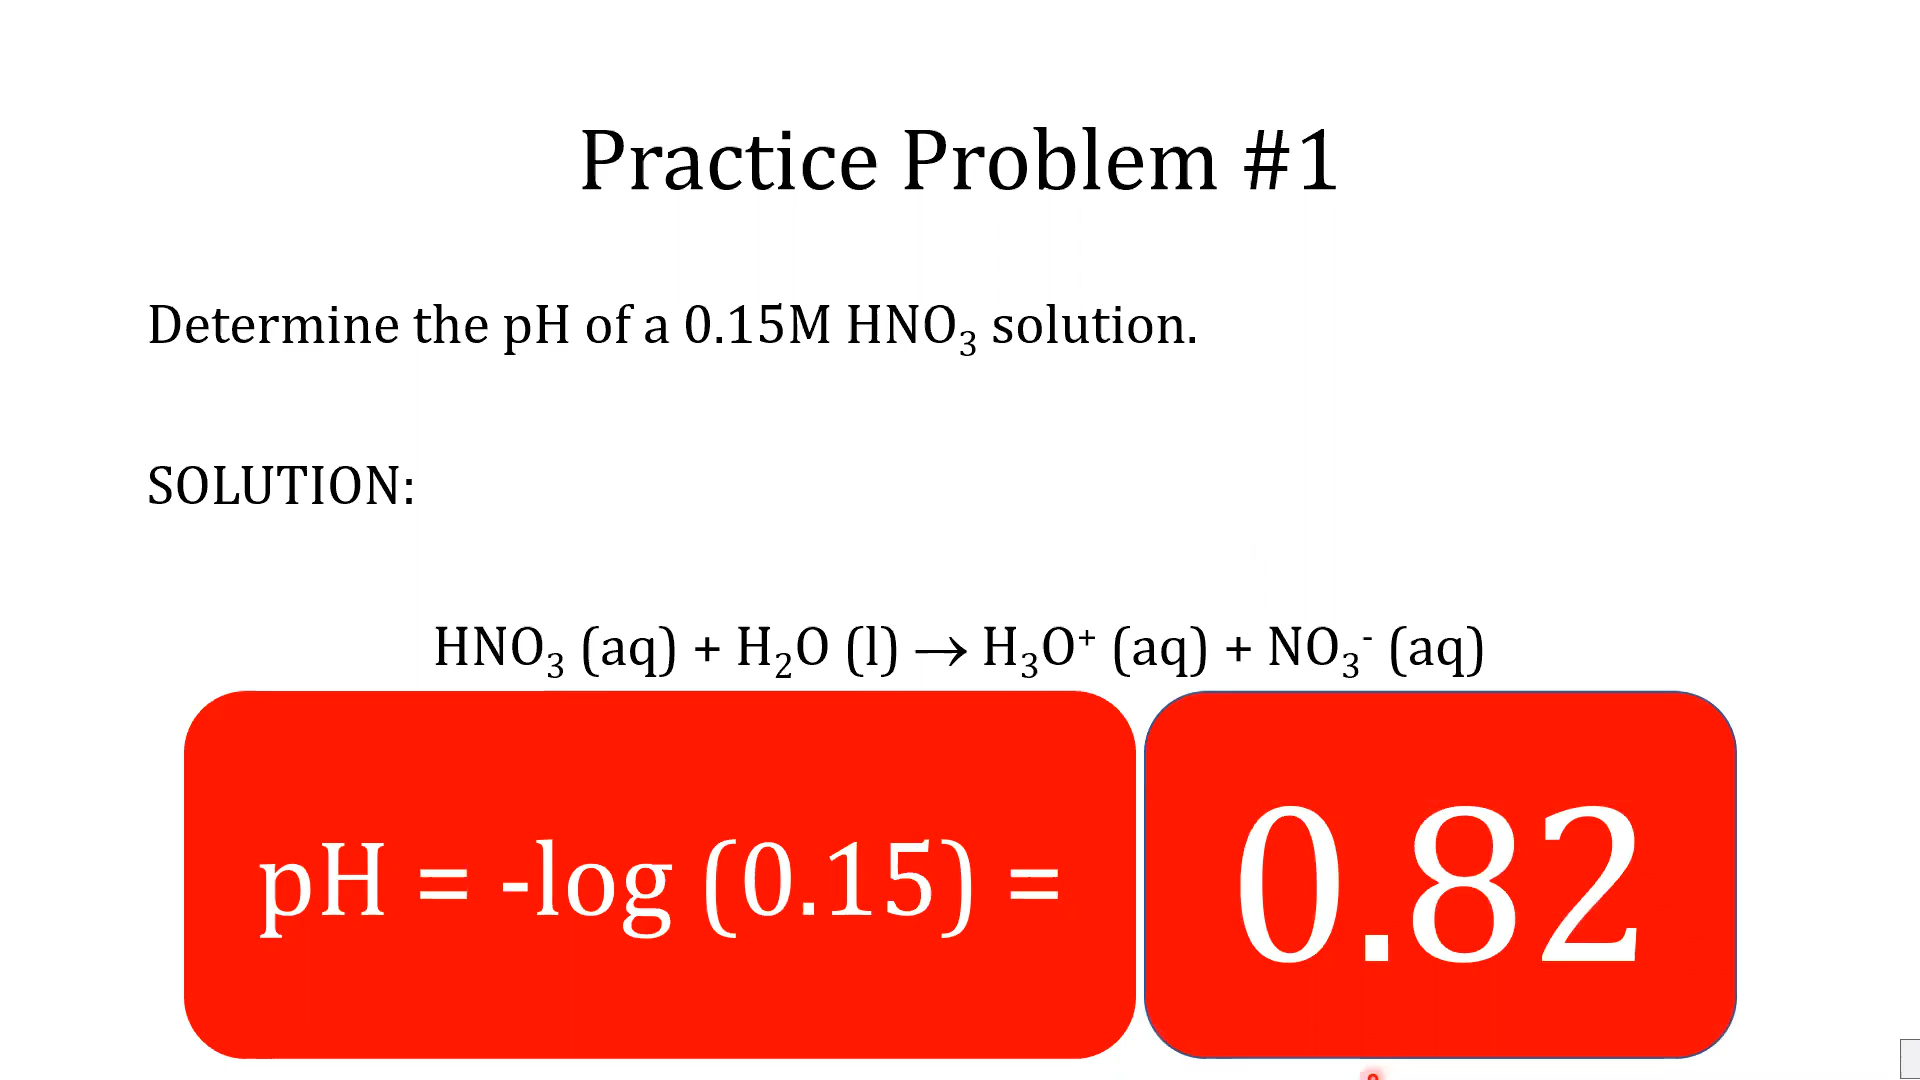 Practice Problem #1
Determine the pH of a 0.15M HNO₃ solution.
SOLUTION:
HNO₃ (aq) + H₂O (l) → H₃O⁺ (aq) + NO₃⁻ (aq)
pH = -log (0.15) =
0.82